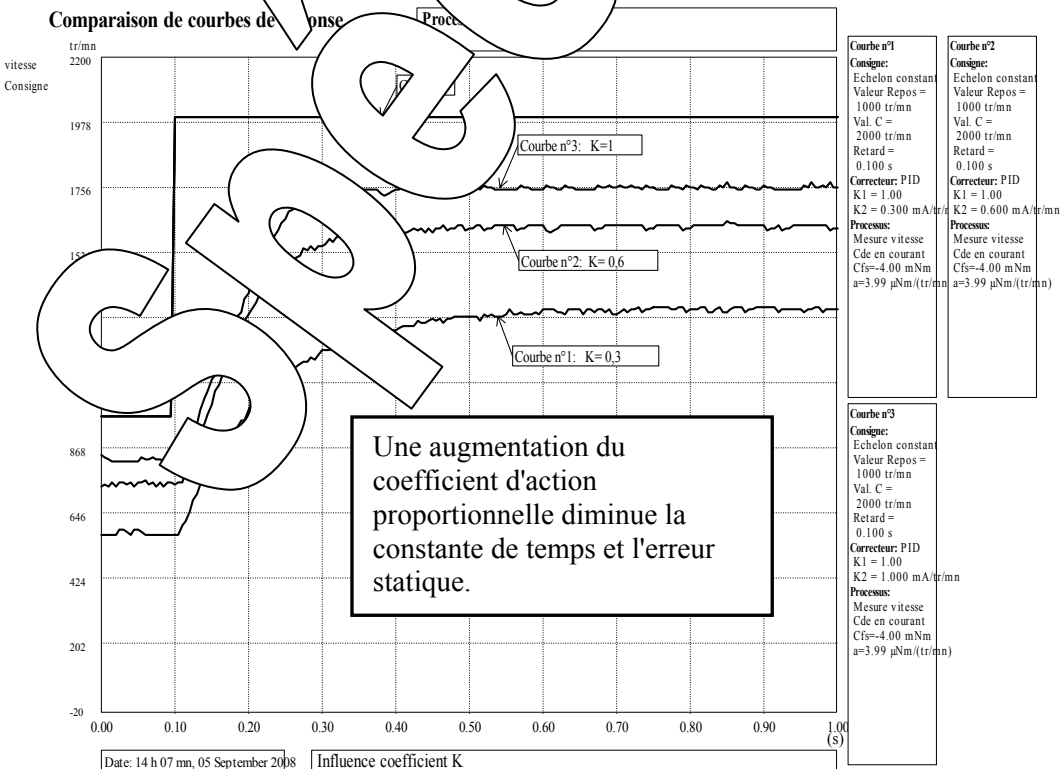 Comparaison de courbes de
tr/mn
vitesse
Consigne
2200
1978
1756
868
646
424
202
-20
0.00 0.10 0.20 0.30 0.40 0.50 0.60 0.70 0.80 0.90 1.00
(s)
Courbe n°3: K=1
Courbe n°2: K= 0,6
Courbe n°1: K= 0,3
Une augmentation du
coefficient d'action
proportionnelle diminue la
constante de temps et l'erreur
statique.
Date: 14 h 07 mn, 05 September 2008
Influence coefficient K
Spe
Courbe n°1
Consigne:
Echelon constant
Valeur Repos =
1000 tr/mn
Val. C =
2000 tr/mn
Retard =
0.100 s
Correcteur: PID
K1 = 1.00
K2 = 0.300 mA/tr/
Processus:
Mesure vitesse
Cde en courant
Cfs=-4.00 mNm
a=3.99 µNm/(tr/mn
Courbe n°2
Consigne:
Echelon constant
Valeur Repos =
1000 tr/mn
Val. C =
2000 tr/mn
Retard =
0.100 s
Correcteur: PID
K1 = 1.00
K2 = 0.600 mA/tr/mn
Processus:
Mesure vitesse
Cde en courant
Cfs=-4.00 mNm
a=3.99 µNm/(tr/mn)
Courbe n°3
Consigne:
Echelon constant
Valeur Repos =
1000 tr/mn
Val. C =
2000 tr/mn
Retard =
0.100 s
Correcteur: PID
K1 = 1.00
K2 = 1.000 mA/tr/mn
Processus:
Mesure vitesse
Cde en courant
Cfs=-4.00 mNm
a=3.99 µNm/(tr/mn)